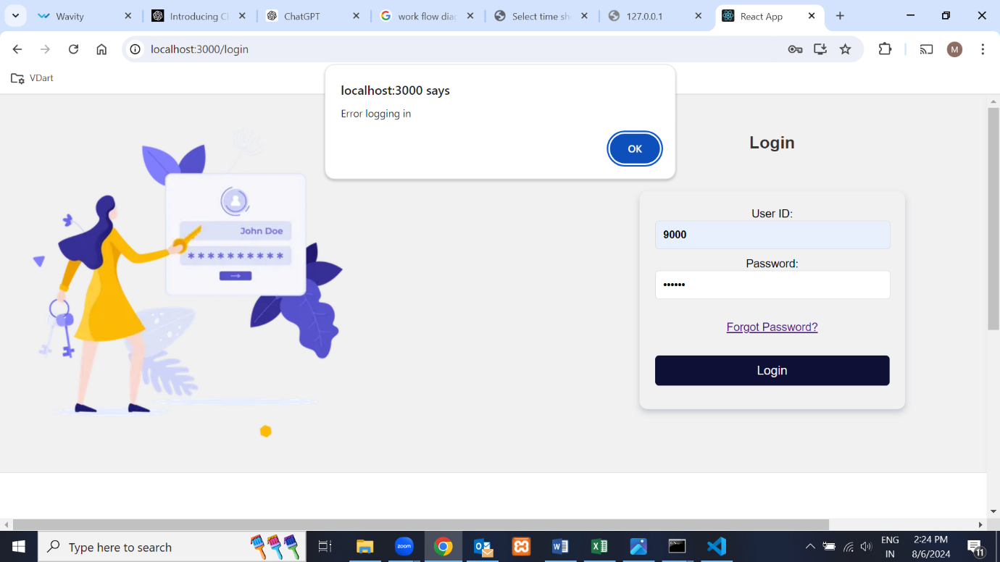 Wavity
Introducing Ch
ChatGPT
work flow diag
Select time she
127.0.0.1
React App
localhost:3000/login
M
VDart
localhost:3000 says
Error logging in
OK
Login
User ID:
9000
Password:
••••••
Forgot Password?
Login
John Doe
**********
Type here to search
zoom
ENG
IN
2:24 PM
8/6/2024
11